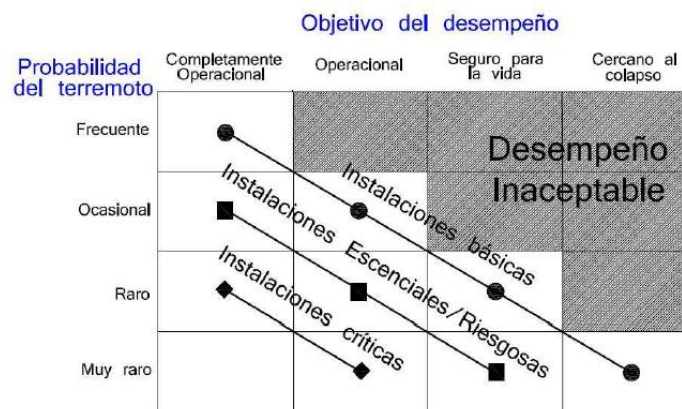 Objetivo del desempeño
Probabilidad
del terremoto
Completamente
Operacional
Operacional
Seguro para
la vida
Cercano al
colapso
Frecuente
Ocasional
Raro
Muy raro
Desempeño
Inaceptable
Instalaciones básicas
Instalaciones Escenciales/Riesgosas
Instalaciones críticas